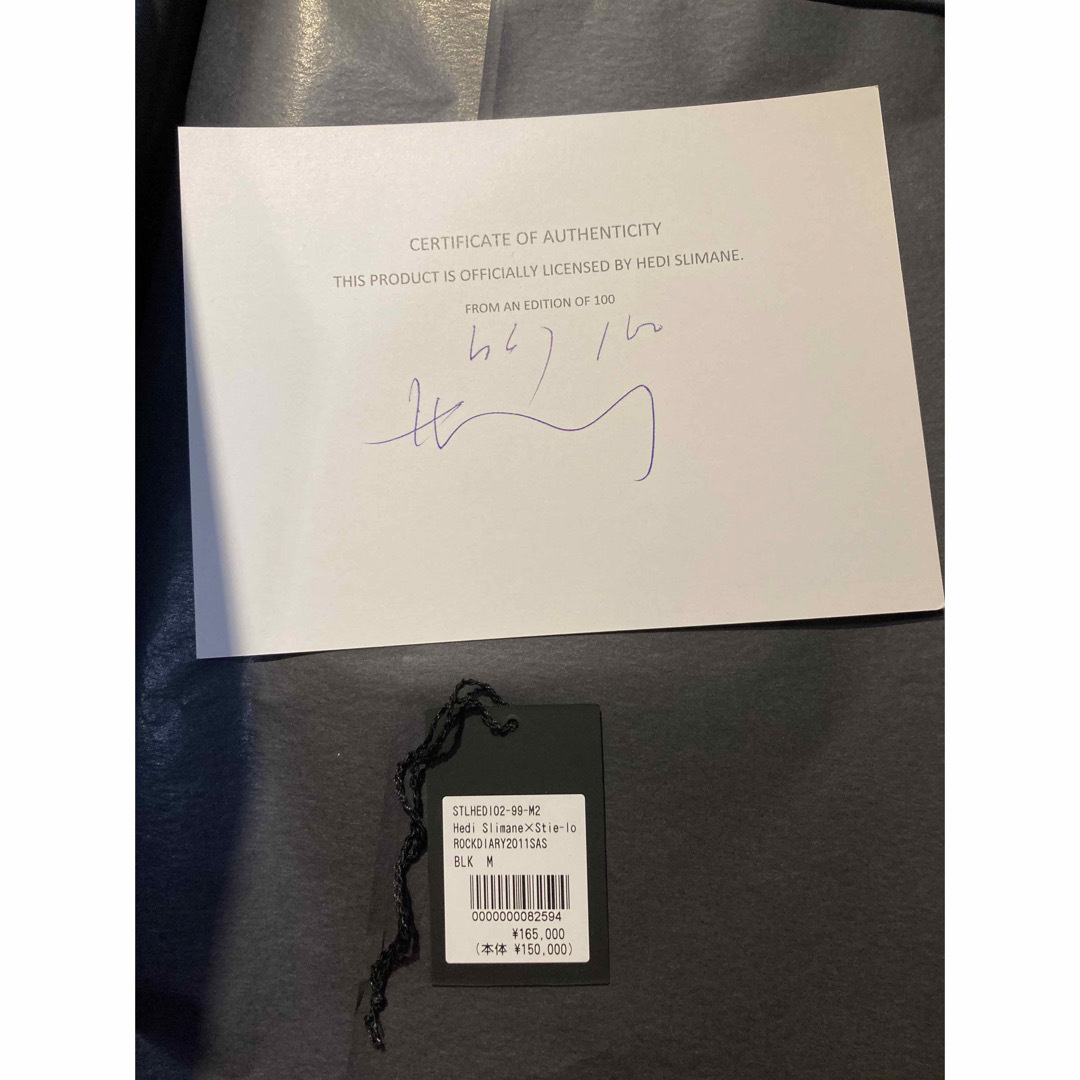 CERTIFICATE OF AUTHENTICITY
THIS PRODUCT IS OFFICIALLY LICENSED BY HEDI SLIMANE.
FROM AN EDITION OF 100
STLHEDI02-99-M2
Hedi Slimane×Stie-lo
ROCKDIARY2011SAS
BLK M
0000000082594
¥165,000
(本体 ¥150,000)